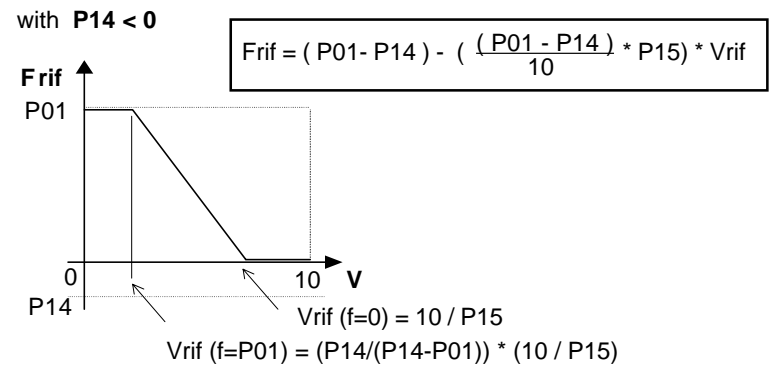 with P14 < 0
Frif = ( P01- P14 ) - ( ( P01 - P14 ) / 10 * P15) * Vrif
Frif
P01
0
10
V
P14
Vrif (f=0) = 10 / P15
Vrif (f=P01) = (P14/(P14-P01)) * (10 / P15)